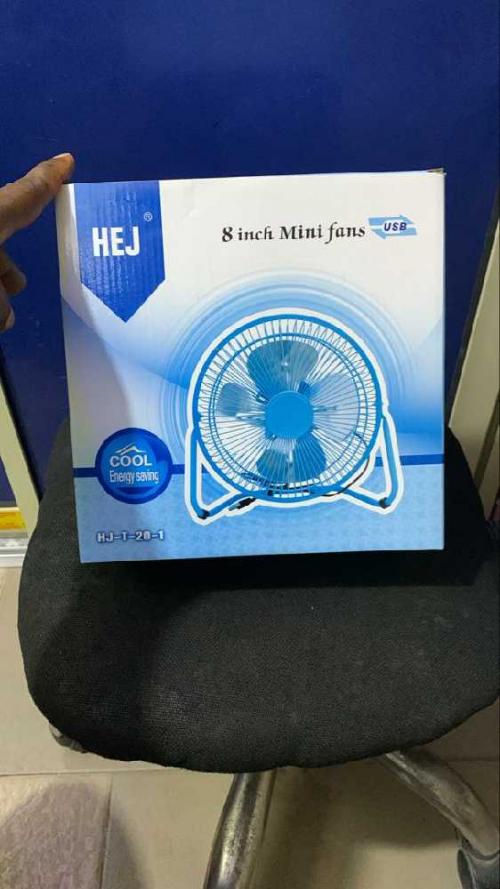 HEJ®
8 inch Mini fans USB
COOL
Energy saving
HJ-T-20-1